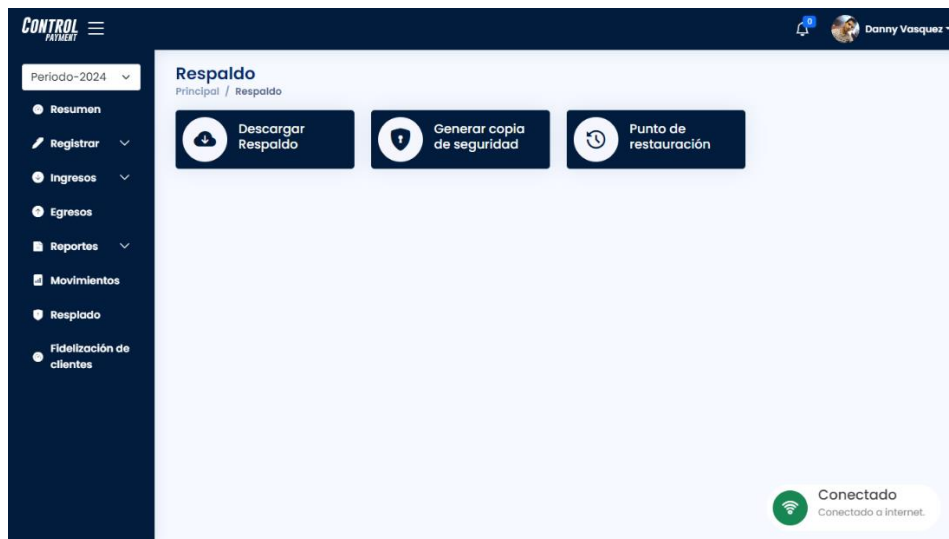 CONTROL
PAYMENT
0
Danny Vasquez
Periodo-2024
Resumen
Registrar
Ingresos
Egresos
Reportes
Movimientos
Resplado
Fidelización de
clientes
Respaldo
Principal / Respaldo
Descargar
Respaldo
Generar copia
de seguridad
Punto de
restauración
Conectado
Conectado a internet.